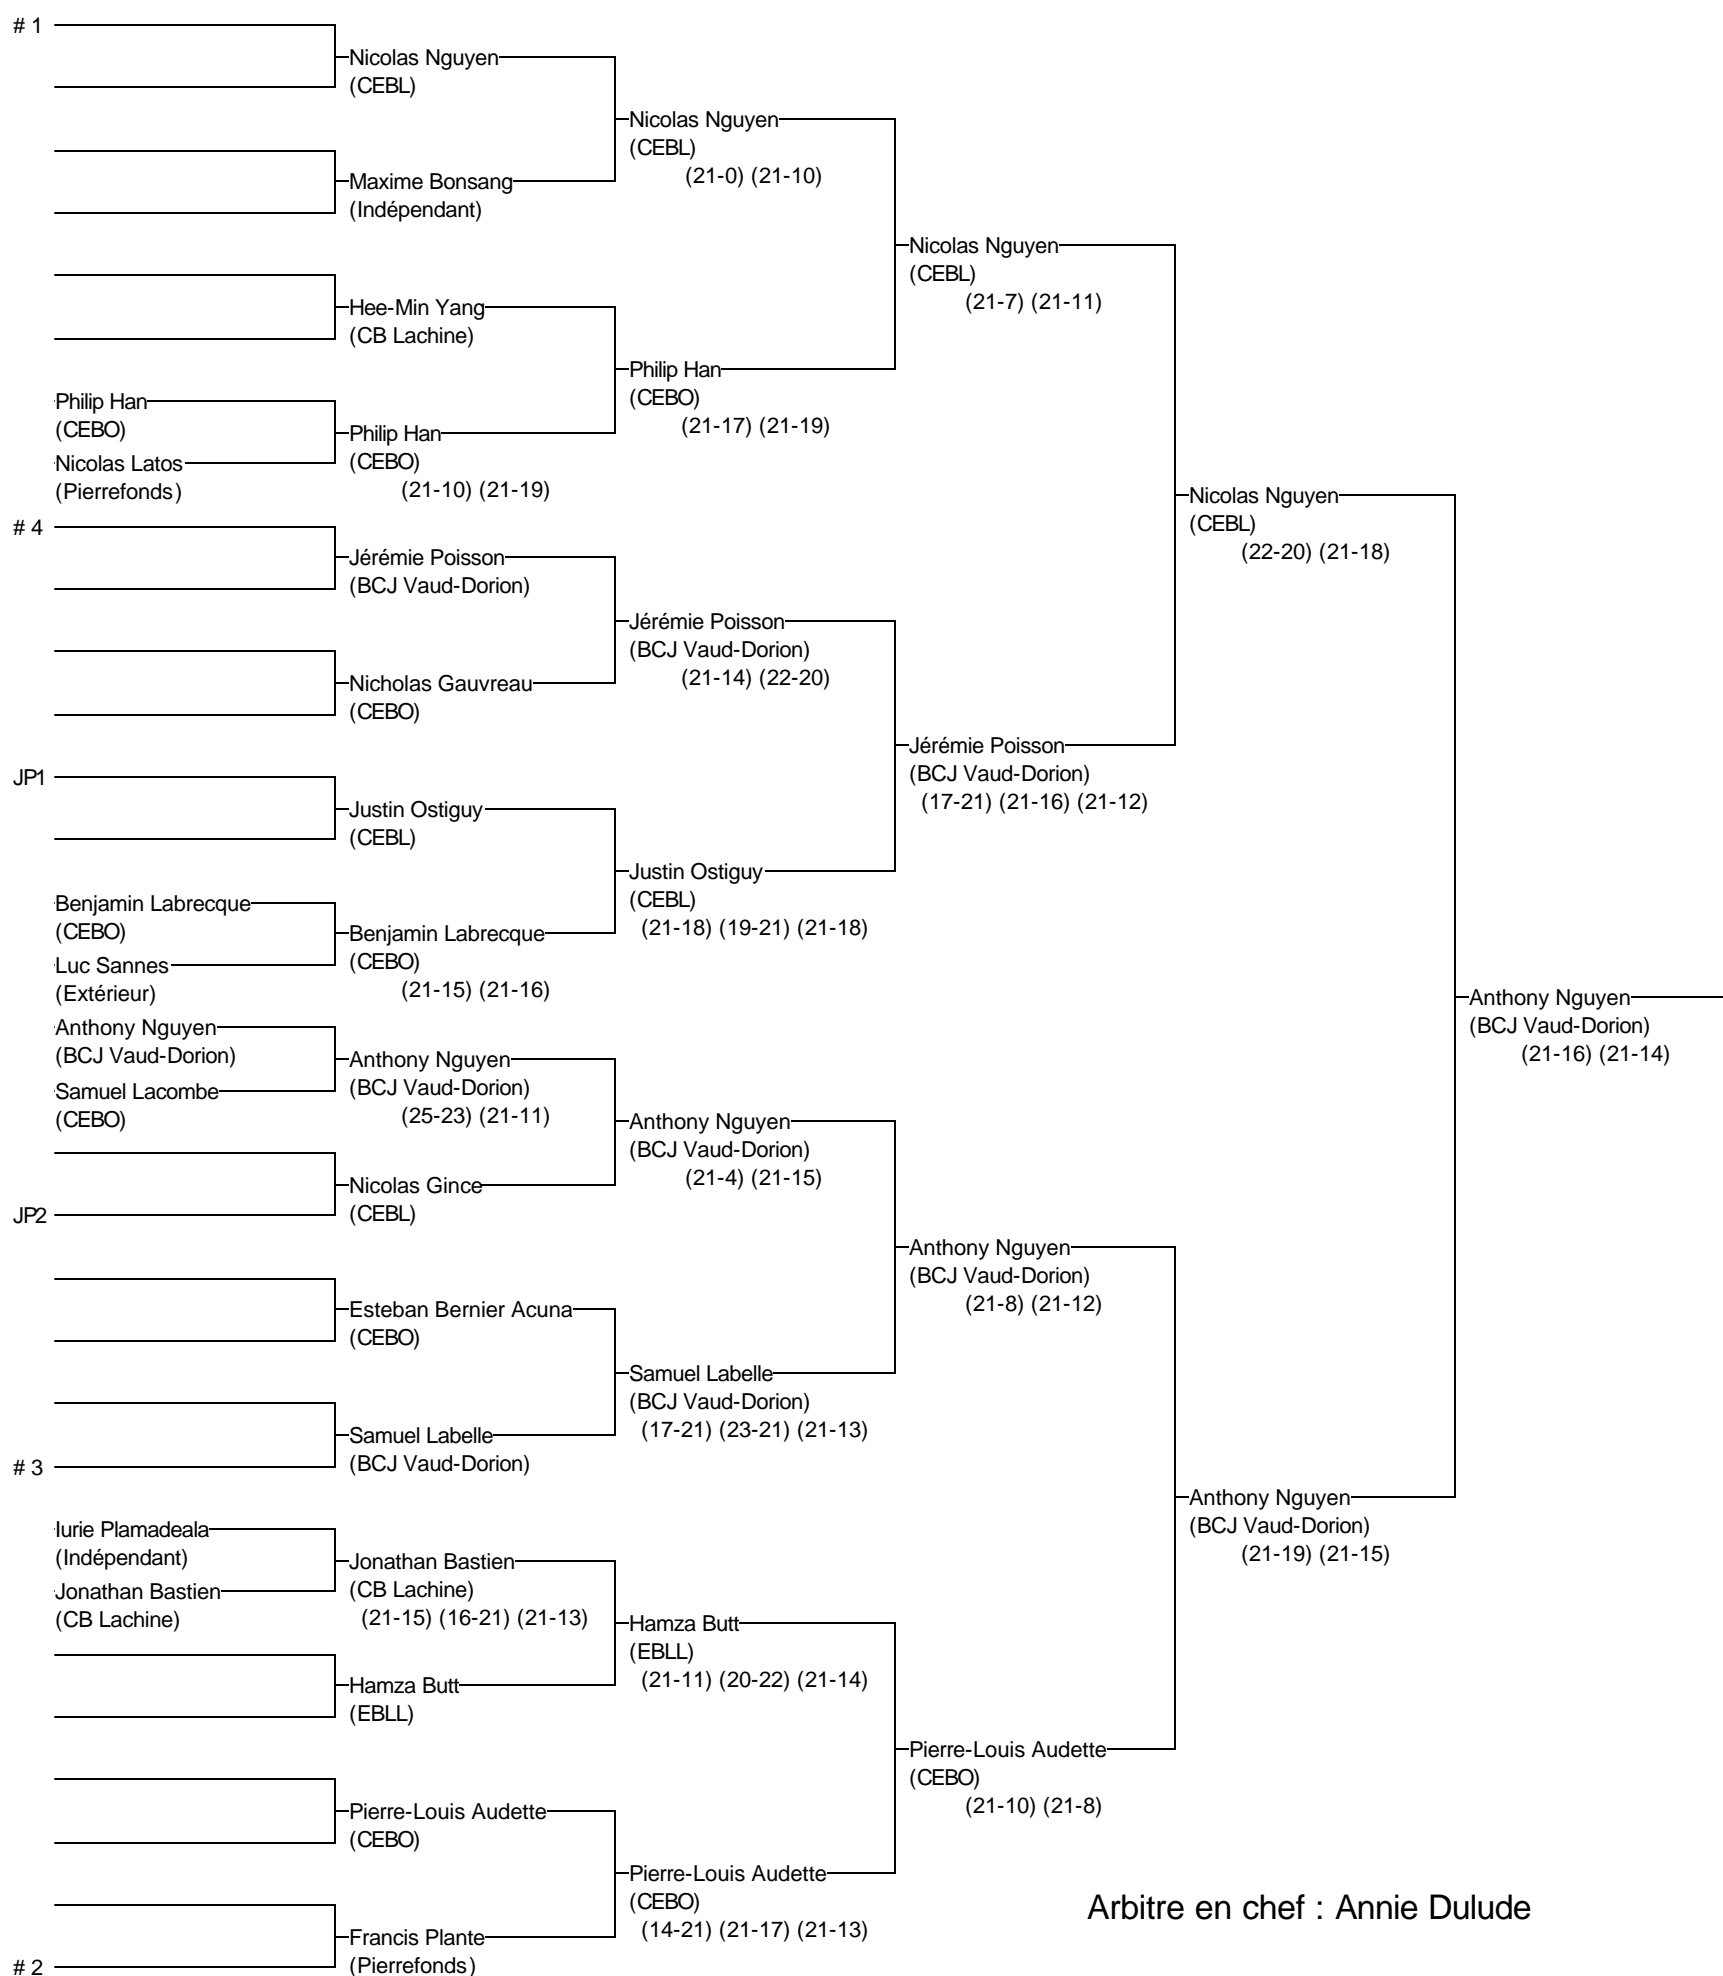 # 1
Nicolas Nguyen
(CEBL)
Nicolas Nguyen
(CEBL)
(21-0) (21-10)
Maxime Bonsang
(Indépendant)
Nicolas Nguyen
(CEBL)
(21-7) (21-11)
Hee-Min Yang
(CB Lachine)
Philip Han
(CEBO)
(21-17) (21-19)
Philip Han
(CEBO)
Nicolas Latos
(Pierrefonds)
Philip Han
(CEBO)
(21-10) (21-19)
Nicolas Nguyen
(CEBL)
(22-20) (21-18)
# 4
Jérémie Poisson
(BCJ Vaud-Dorion)
Jérémie Poisson
(BCJ Vaud-Dorion)
(21-14) (22-20)
Nicholas Gauvreau
(CEBO)
Jérémie Poisson
(BCJ Vaud-Dorion)
(17-21) (21-16) (21-12)
JP1
Justin Ostiguy
(CEBL)
Justin Ostiguy
(CEBL)
(21-18) (19-21) (21-18)
Benjamin Labrecque
(CEBO)
Luc Sannes
(Extérieur)
Benjamin Labrecque
(CEBO)
(21-15) (21-16)
Anthony Nguyen
(BCJ Vaud-Dorion)
(21-16) (21-14)
Anthony Nguyen
(BCJ Vaud-Dorion)
Samuel Lacombe
(CEBO)
Anthony Nguyen
(BCJ Vaud-Dorion)
(25-23) (21-11)
Anthony Nguyen
(BCJ Vaud-Dorion)
(21-4) (21-15)
Nicolas Gince
(CEBL)
JP2
Anthony Nguyen
(BCJ Vaud-Dorion)
(21-8) (21-12)
Esteban Bernier Acuna
(CEBO)
Samuel Labelle
(BCJ Vaud-Dorion)
(17-21) (23-21) (21-13)
Samuel Labelle
(BCJ Vaud-Dorion)
# 3
Anthony Nguyen
(BCJ Vaud-Dorion)
(21-19) (21-15)
Iurie Plamadeala
(Indépendant)
Jonathan Bastien
(CB Lachine)
Jonathan Bastien
(CB Lachine)
(21-15) (16-21) (21-13)
Hamza Butt
(EBLL)
(21-11) (20-22) (21-14)
Hamza Butt
(EBLL)
Pierre-Louis Audette
(CEBO)
(21-10) (21-8)
Pierre-Louis Audette
(CEBO)
Pierre-Louis Audette
(CEBO)
(14-21) (21-17) (21-13)
Francis Plante
(Pierrefonds)
# 2
Arbitre en chef : Annie Dulude